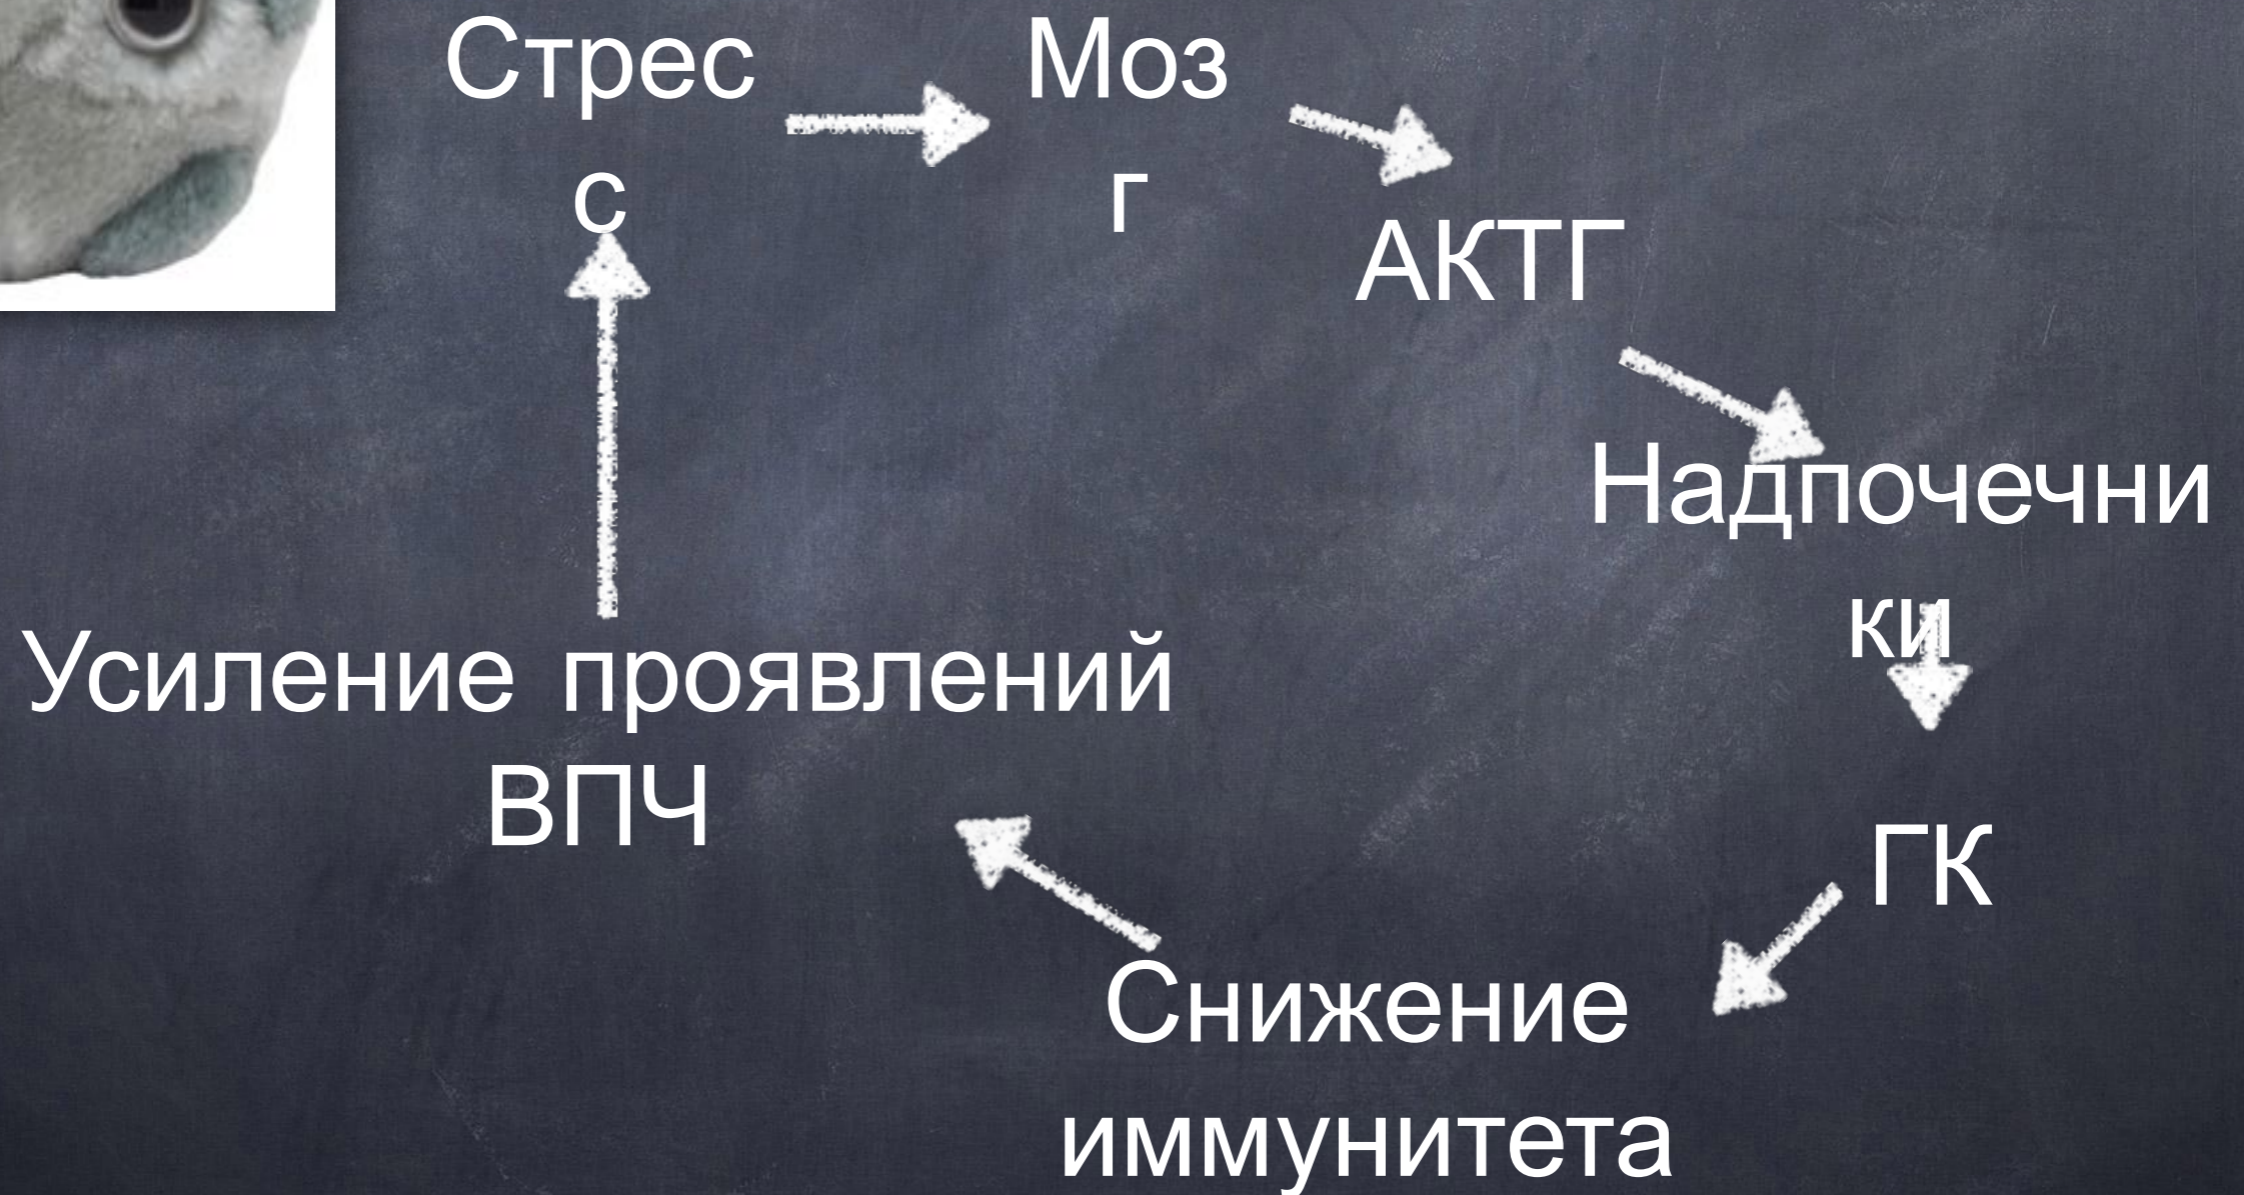 Стрес
с
Моз
г
АКТГ
Надпочечни
ки
ГК
Снижение
иммунитета
Усиление проявлений
ВПЧ